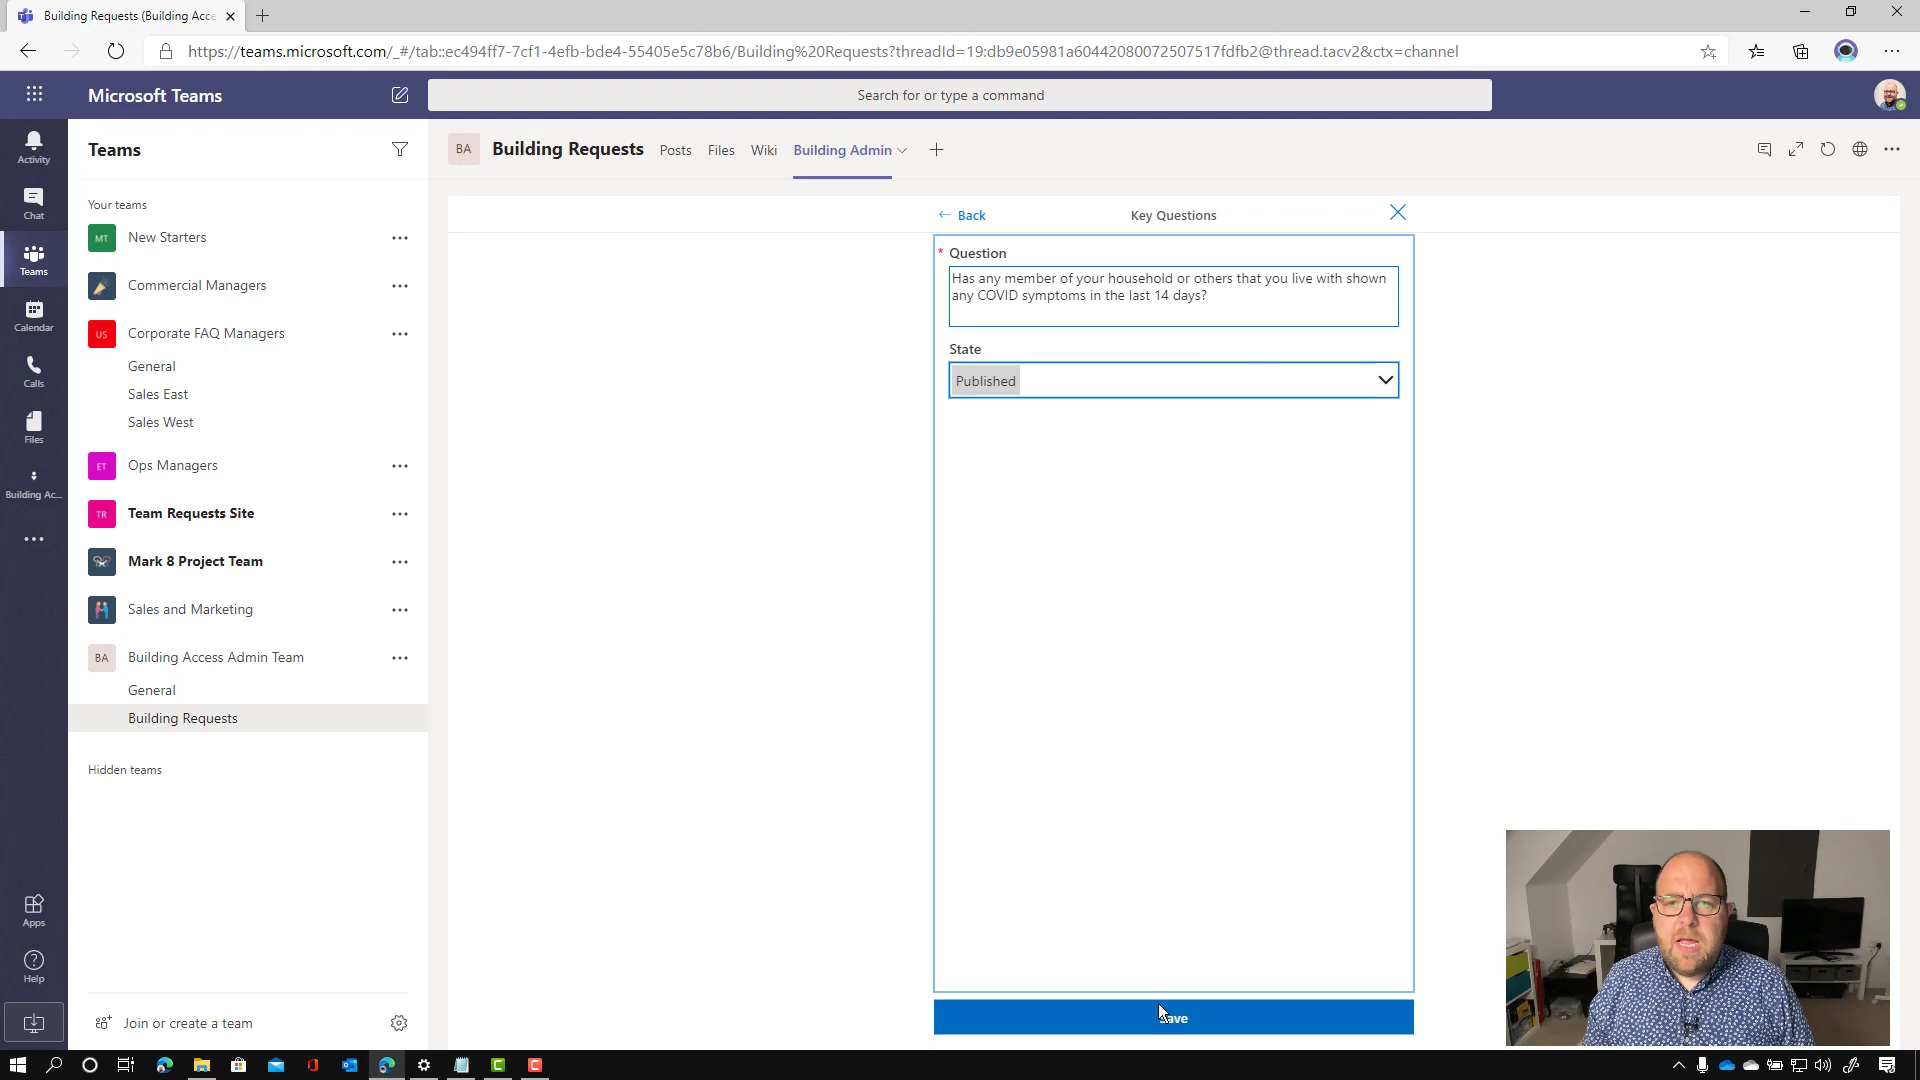 Building Requests (Building Acce
https://teams.microsoft.com/_#/tab::ec494ff7-7cf1-4efb-bde4-55405e5c78b6/Building%20Requests?threadId=19:db9e05981a60442080072507517fdfb2@thread.tacv2&ctx=channel
Microsoft Teams
Search for or type a command
Activity
Chat
Teams
Calendar
Calls
Files
Building Ac...
Apps
Help
Teams
Your teams
MT New Starters
Commercial Managers
US Corporate FAQ Managers
General
Sales East
Sales West
ET Ops Managers
TR Team Requests Site
Mark 8 Project Team
Sales and Marketing
BA Building Access Admin Team
General
Building Requests
Hidden teams
Join or create a team
BA Building Requests Posts Files Wiki Building Admin
Back Key Questions
* Question
Has any member of your household or others that you live with shown
any COVID symptoms in the last 14 days?
State
Published
Save